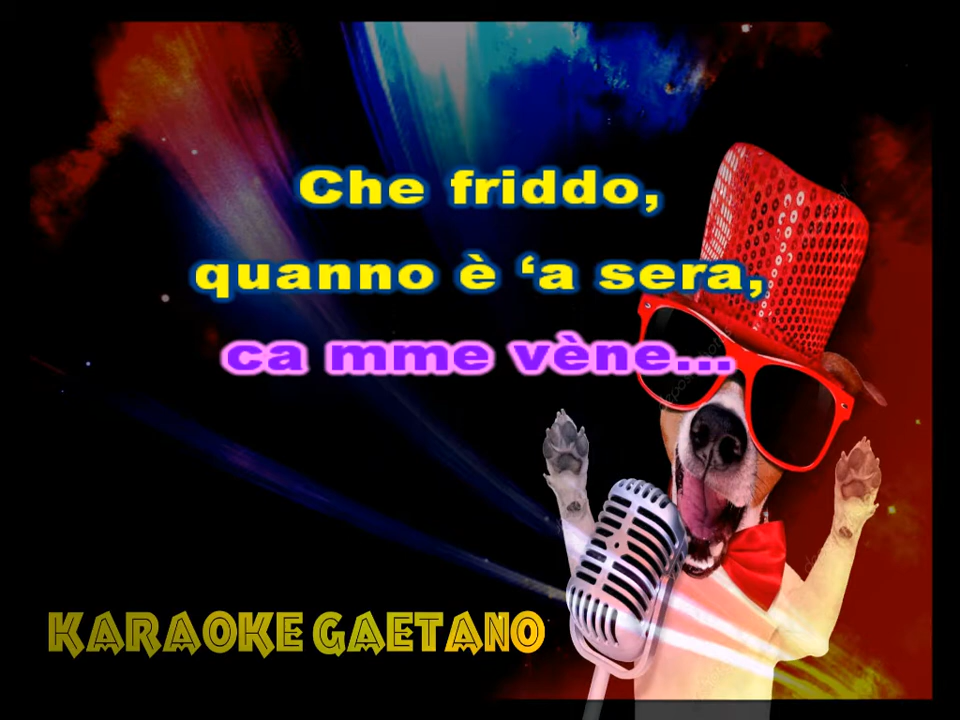 Che friddo,
quanno è ‘a sera,
ca mme vène...
KARAOKE GAETANO